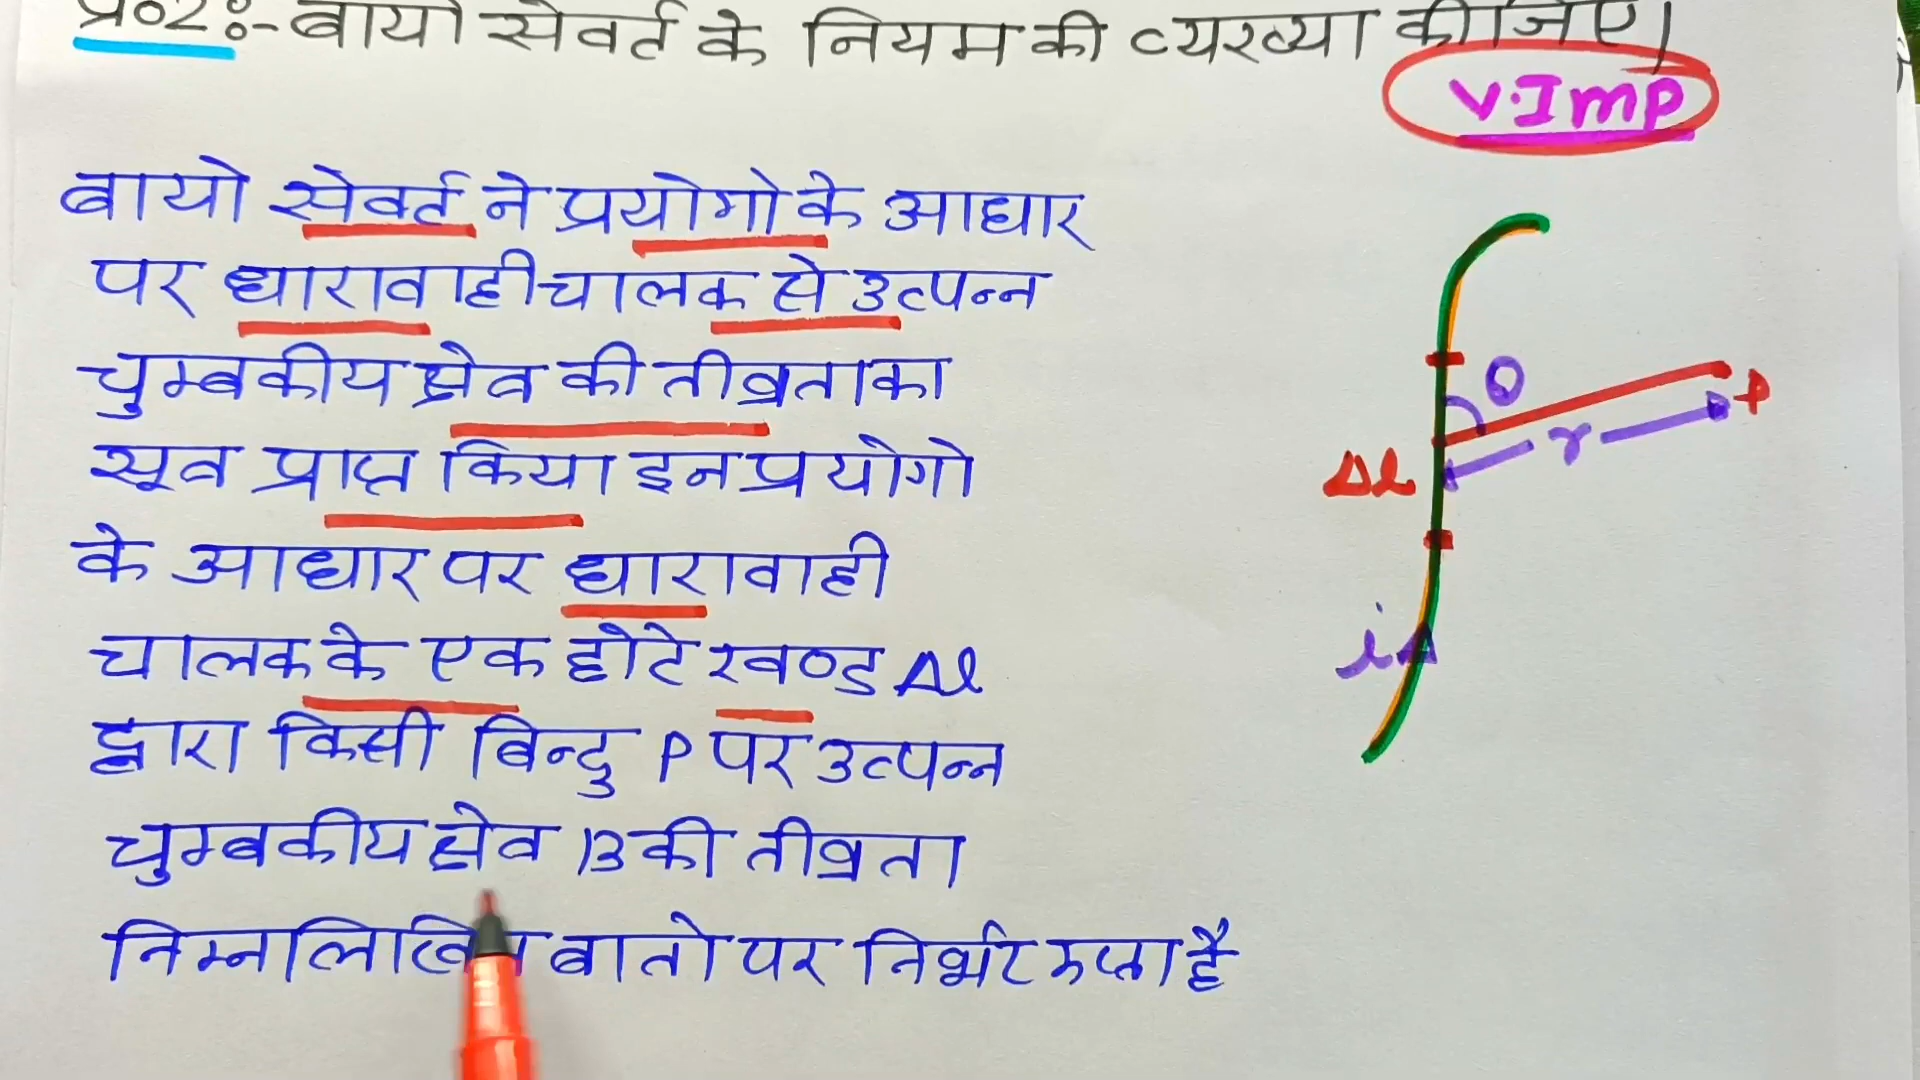 प्र०2:- बायो सेवर्ट के नियम की व्यख्या कीजिए।
V.Imp
बायो सेवर्ट ने प्रयोगो के आधार
पर धारावाही चालक से उत्पन्न
चुम्बकीय क्षेत्र की तीव्रता का
सूत्र प्राप्त किया इन प्रयोगो
के आधार पर धारावाही
चालक के एक छोटे खण्ड Δl
द्वारा किसी बिन्दु P पर उत्पन्न
चुम्बकीय क्षेत्र B की तीव्रता
निम्नलिखित बातो पर निर्भर करता है
θ
P
r
Δl
i